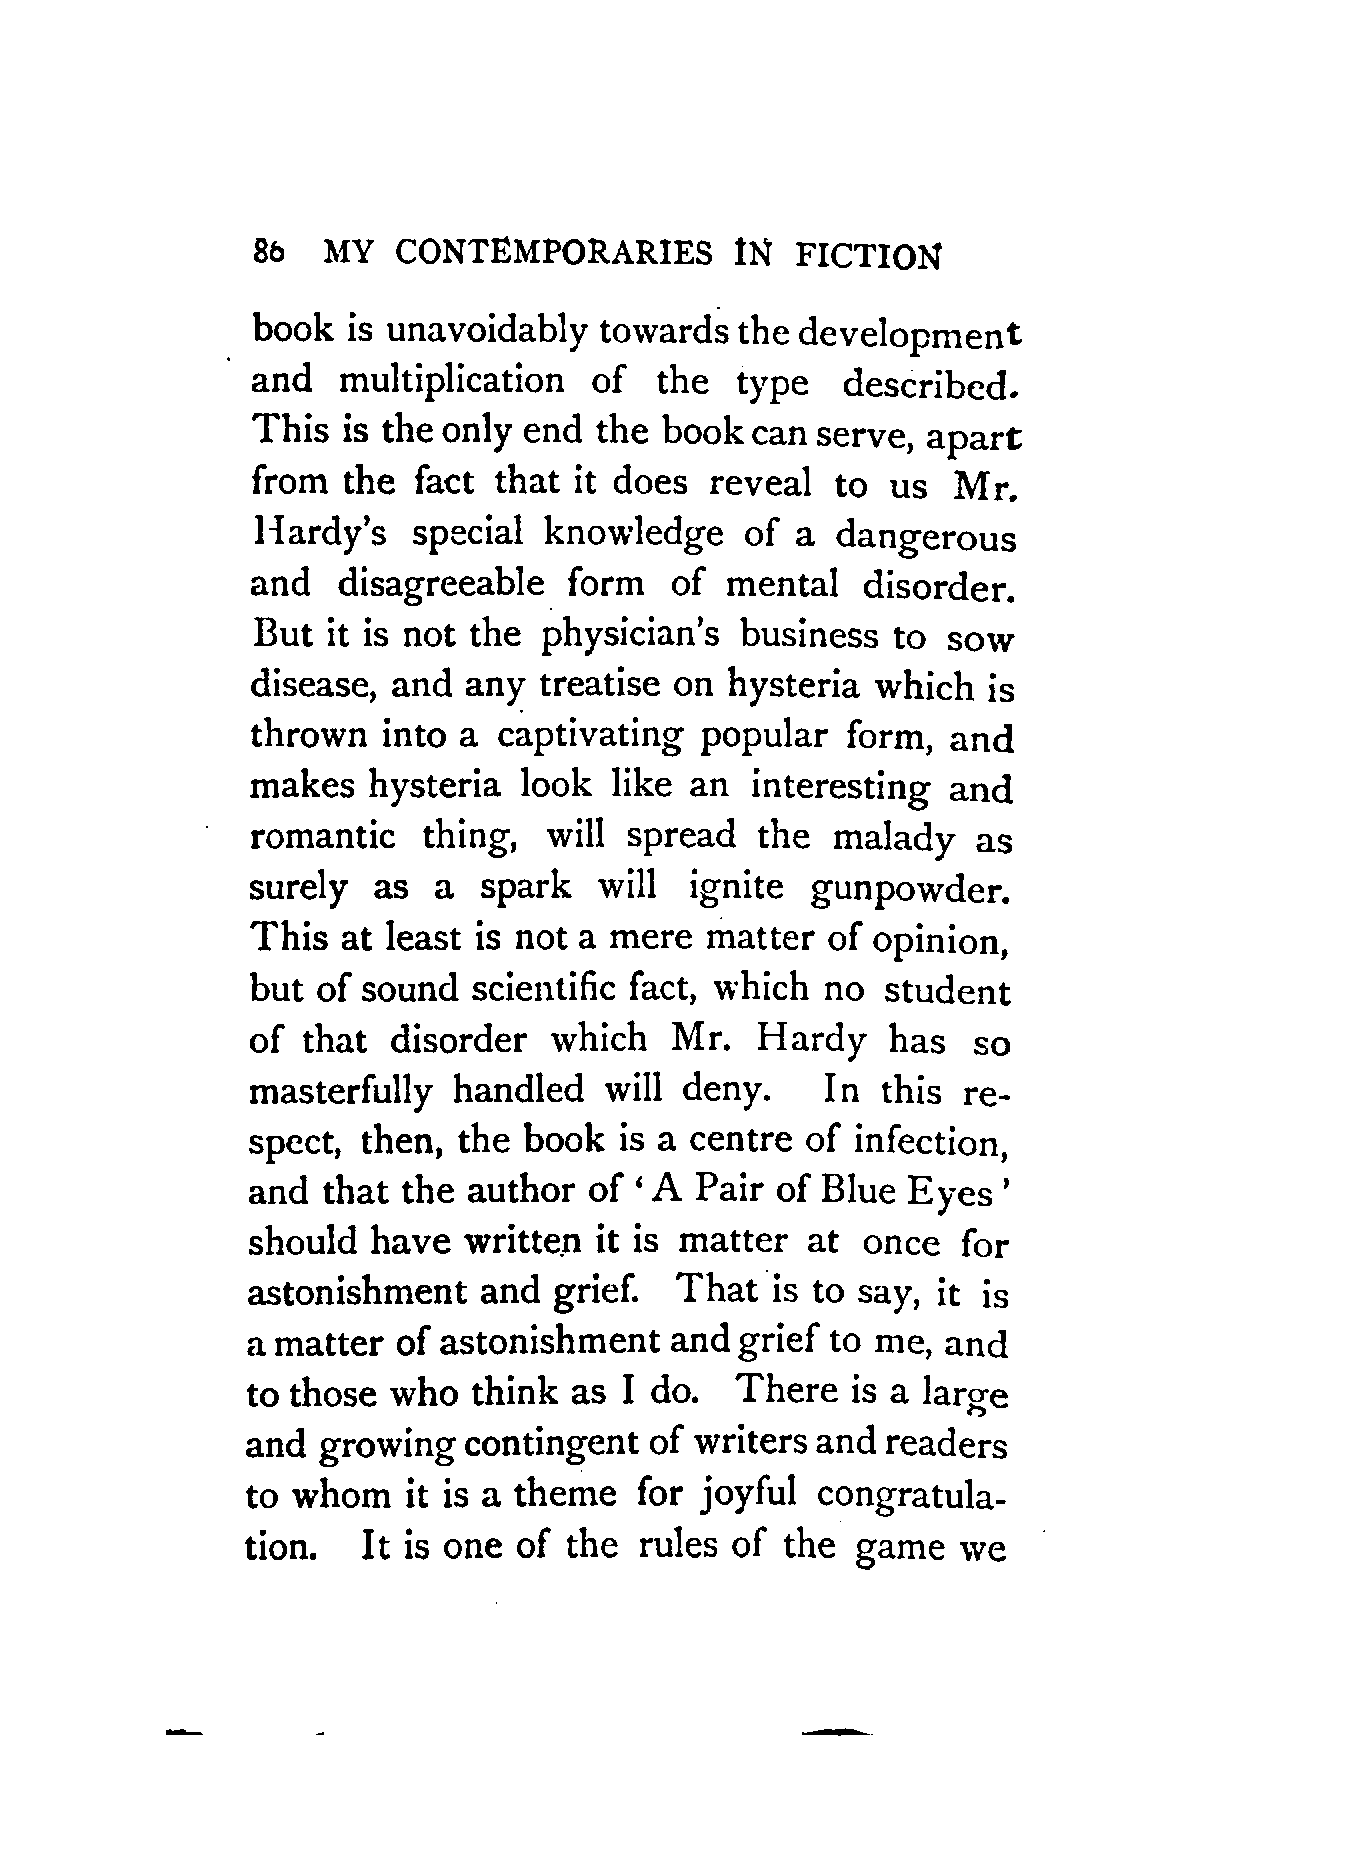 86 MY CONTEMPORARIES IN FICTION
book is unavoidably towards the development
and multiplication of the type described.
This is the only end the book can serve, apart
from the fact that it does reveal to us Mr.
Hardy's special knowledge of a dangerous
and disagreeable form of mental disorder.
But it is not the physician's business to sow
disease, and any treatise on hysteria which is
thrown into a captivating popular form, and
makes hysteria look like an interesting and
romantic thing, will spread the malady as
surely as a spark will ignite gunpowder.
This at least is not a mere matter of opinion,
but of sound scientific fact, which no student
of that disorder which Mr. Hardy has so
masterfully handled will deny. In this re-
spect, then, the book is a centre of infection,
and that the author of ‘ A Pair of Blue Eyes ’
should have written it is matter at once for
astonishment and grief. That is to say, it is
a matter of astonishment and grief to me, and
to those who think as I do. There is a large
and growing contingent of writers and readers
to whom it is a theme for joyful congratula-
tion. It is one of the rules of the game we